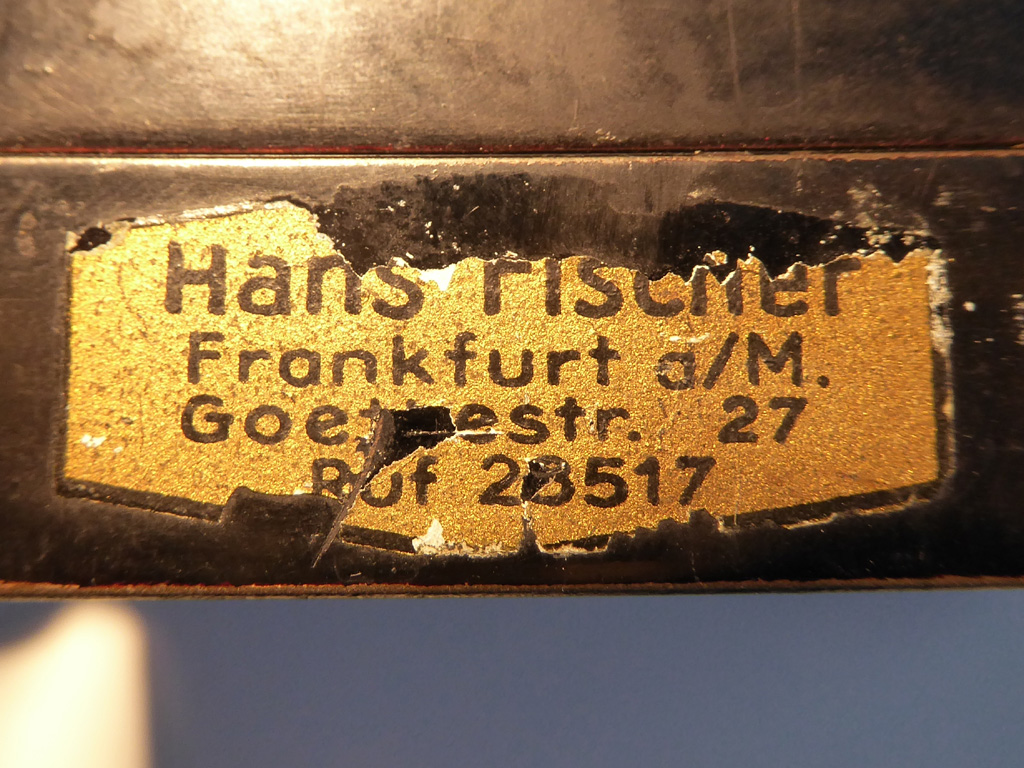 Hans Fischer
Frankfurt a/M.
Goethestr. 27
Ruf 28517